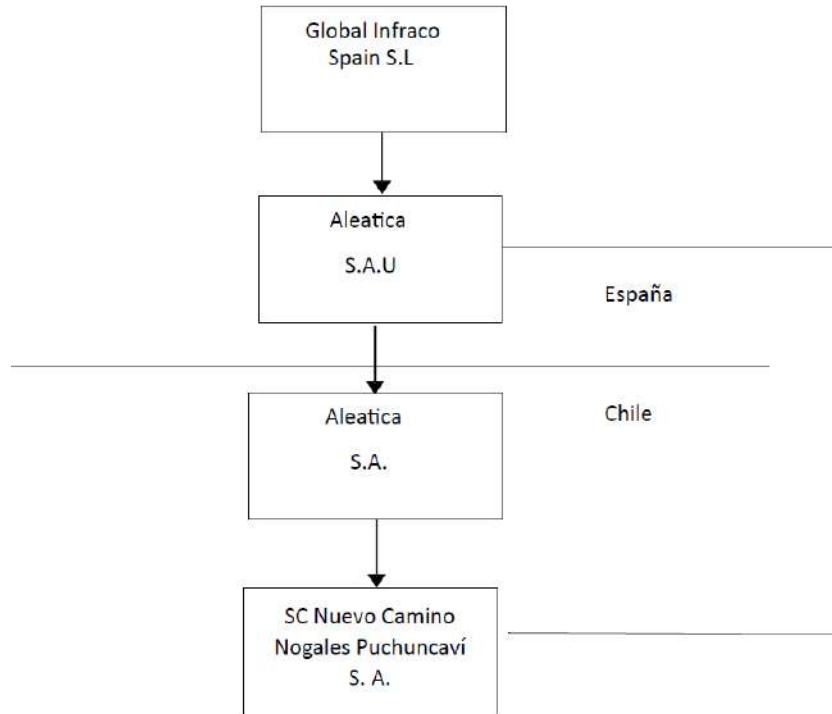 Global Infraco
Spain S.L
Aleatica
S.A.U
España
Aleatica
S.A.
Chile
SC Nuevo Camino
Nogales Puchuncaví
S. A.